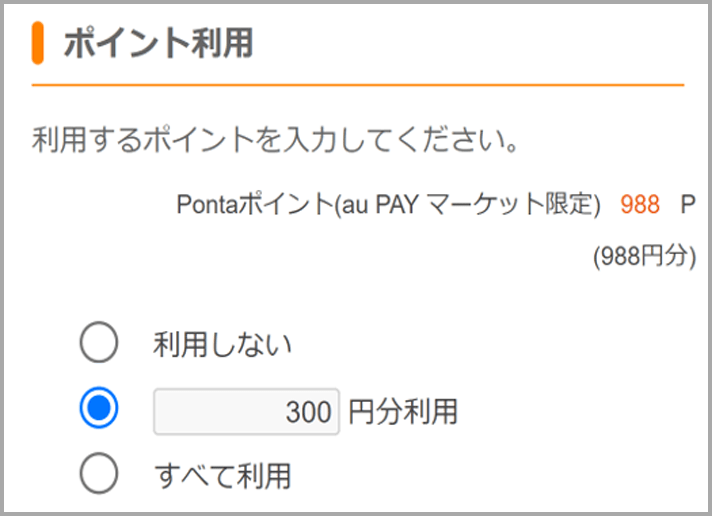 ポイント利用
利用するポイントを入力してください。
Pontaポイント(au PAY マーケット限定) 988 P
(988円分)
利用しない
300 円分利用
すべて利用